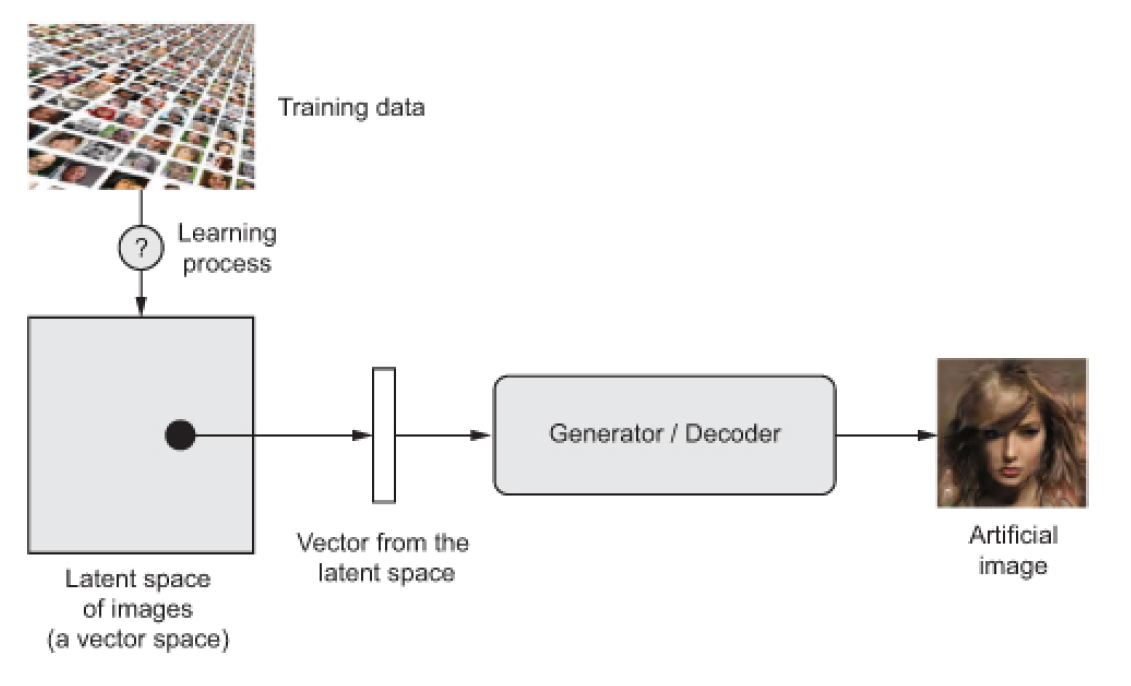 Training data
?
Learning
process
Generator / Decoder
Vector from the
latent space
Artificial
image
Latent space
of images
(a vector space)